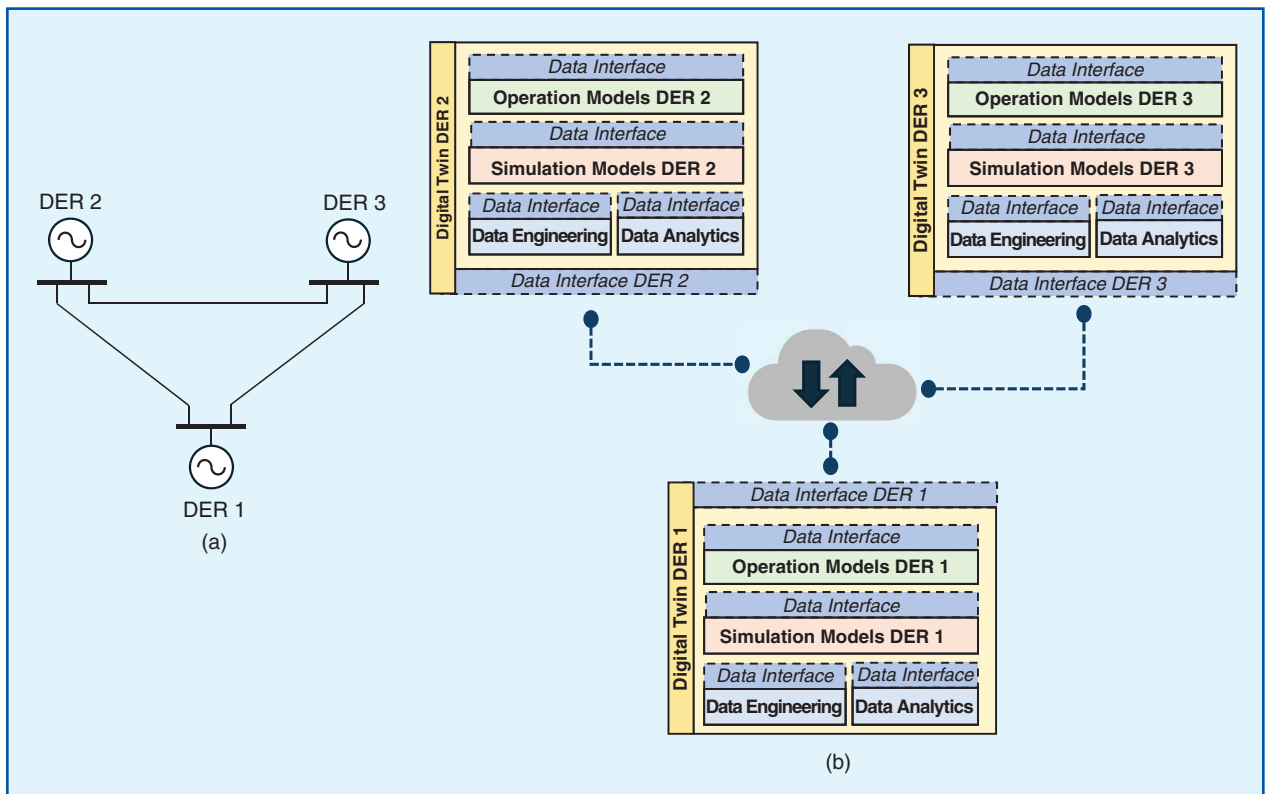 DER 2
DER 3
DER 1
(a)
Digital Twin DER 2
Data Interface
Operation Models DER 2
Data Interface
Simulation Models DER 2
Data Interface
Data Interface
Data Engineering
Data Analytics
Data Interface DER 2
Digital Twin DER 3
Data Interface
Operation Models DER 3
Data Interface
Simulation Models DER 3
Data Interface
Data Interface
Data Engineering
Data Analytics
Data Interface DER 3
Data Interface DER 1
Digital Twin DER 1
Data Interface
Operation Models DER 1
Data Interface
Simulation Models DER 1
Data Interface
Data Interface
Data Engineering
Data Analytics
(b)